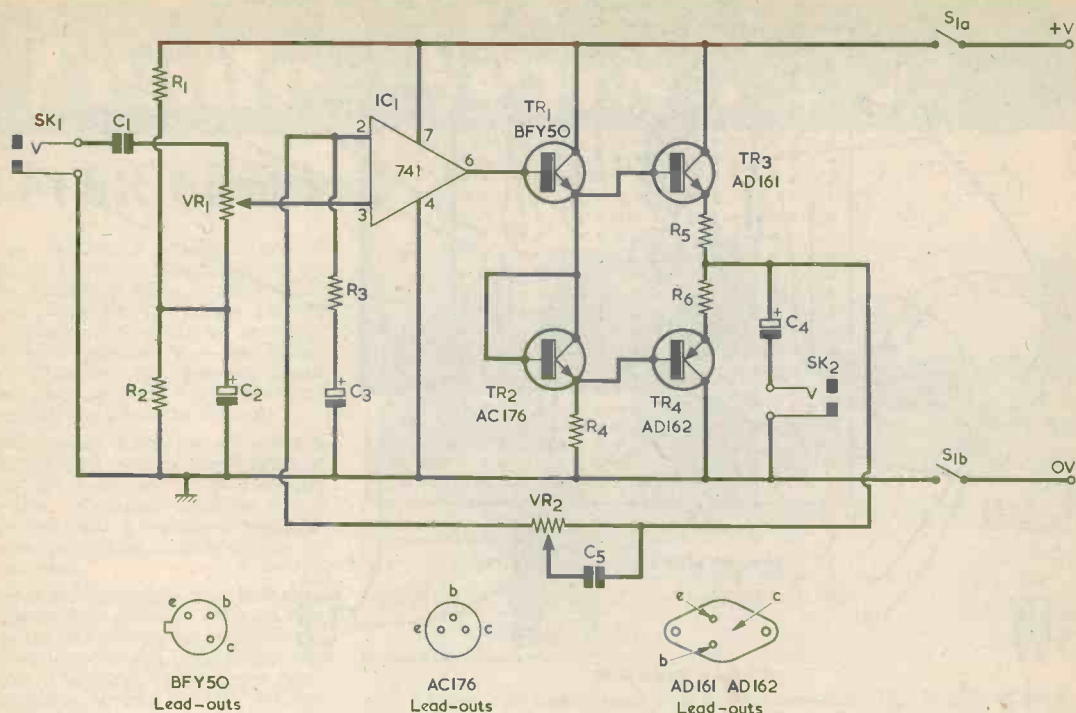 S1a
+V
R1
IC1
TR1
BFY50
SK1
C1
2
7
TR3
AD161
741
6
VR1
3
4
R5
R3
R6
C4
SK2
R2
C2
C3
TR2
AC176
TR4
AD162
R4
S1b
0V
VR2
C5
e b
c
BFY50
Lead-outs
b
e c
AC176
Lead-outs
e c
b
AD161 AD162
Lead-outs